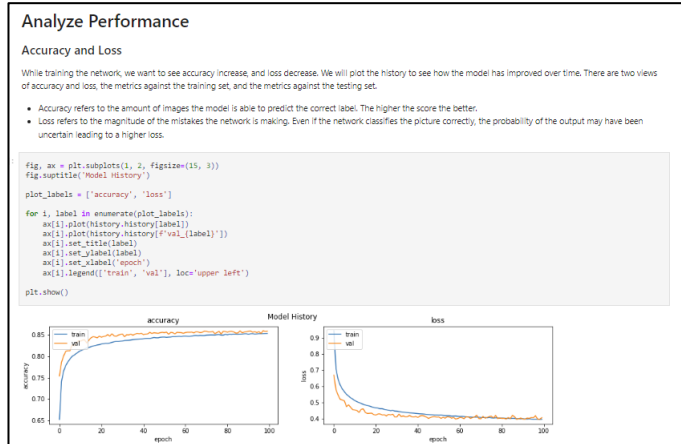 Analyze Performance
Accuracy and Loss
While training the network, we want to see accuracy increase, and loss decrease. We will plot the history to see how the model has improved over time. There are two views
of accuracy and loss, the metrics against the training set, and the metrics against the testing set.
• Accuracy refers to the amount of images the model is able to predict the correct label. The higher the score the better.
• Loss refers to the magnitude of the mistakes the network is making. Even if the network classifies the picture correctly, the probability of the output may have been
uncertain leading to a higher loss.
fig, ax = plt.subplots(1, 2, figsize=(15, 3))
fig.suptitle('Model History')
plot_labels = ['accuracy', 'loss']
for i, label in enumerate(plot_labels):
    ax[i].plot(history.history[label])
    ax[i].plot(history.history[f'val_{label}'])
    ax[i].set_title(label)
    ax[i].set_ylabel(label)
    ax[i].set_xlabel('epoch')
    ax[i].legend(['train', 'val'], loc='upper left')
plt.show()
Model History
accuracy
train
val
0.85
0.80
0.75
0.70
0.65
accuracy
0 20 40 60 80 100
epoch
loss
train
val
0.9
0.8
0.7
0.6
0.5
0.4
loss
0 20 40 60 80 100
epoch